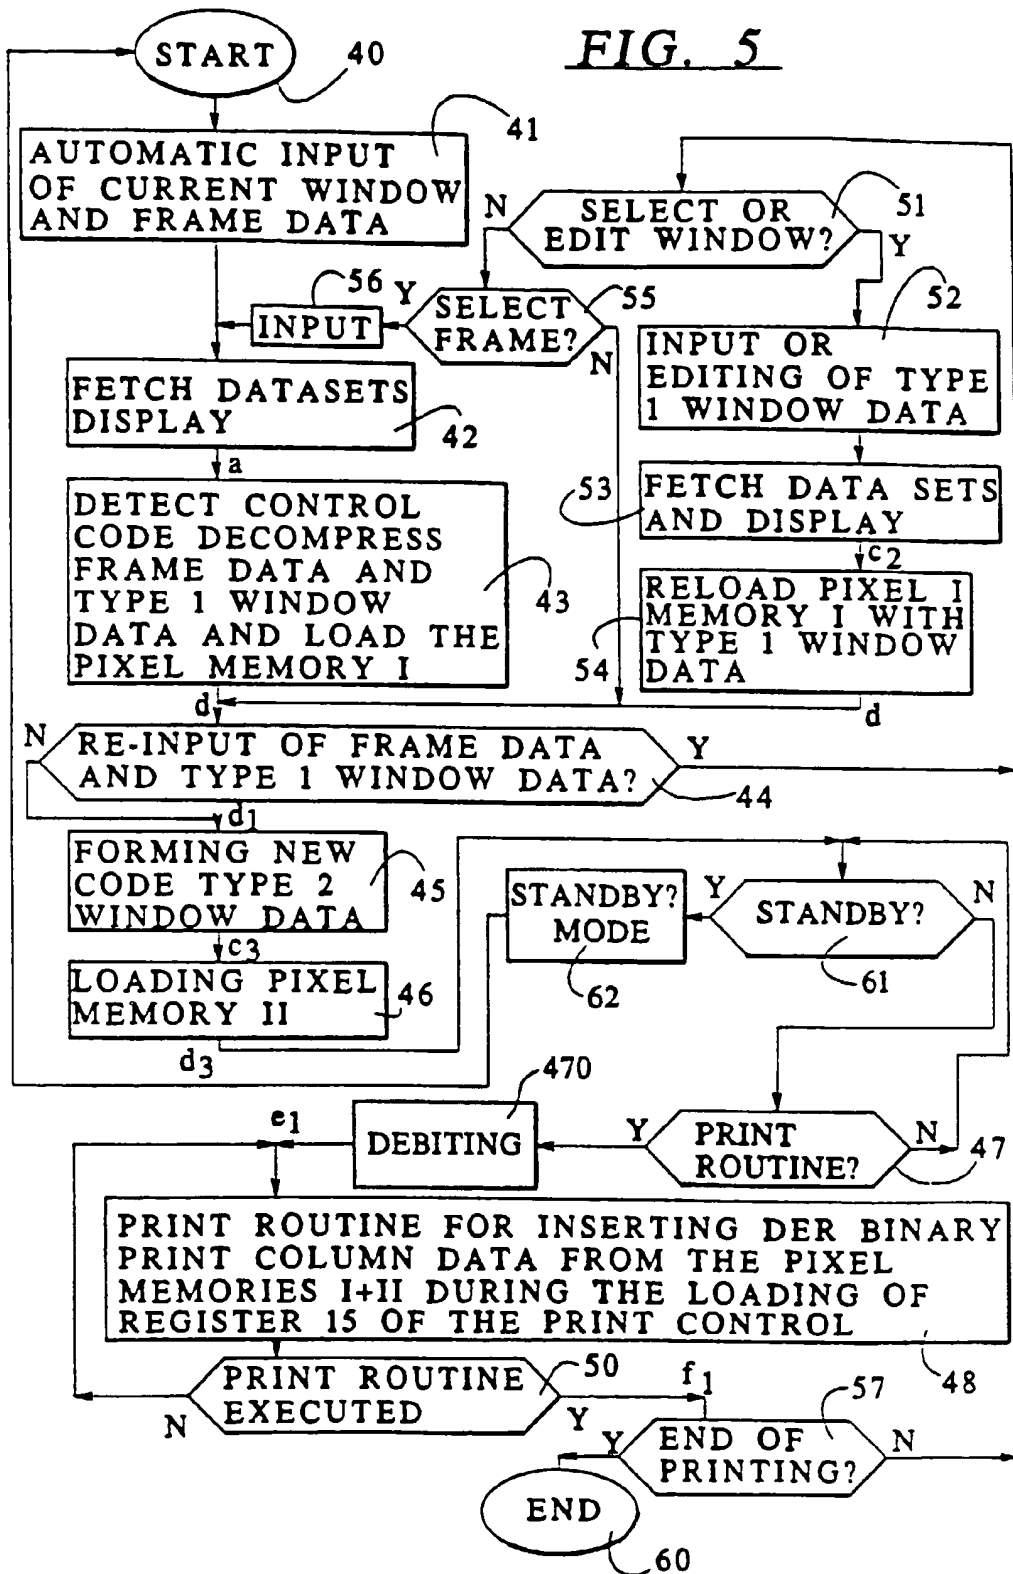 FIG. 5
START
40
41
AUTOMATIC INPUT
OF CURRENT WINDOW
AND FRAME DATA
N
SELECT OR
EDIT WINDOW?
51
Y
56
INPUT
Y
SELECT
FRAME?
55
N
52
INPUT OR
EDITING OF TYPE
1 WINDOW DATA
FETCH DATASETS
DISPLAY
42
a
53
FETCH DATA SETS
AND DISPLAY
c2
DETECT CONTROL
CODE DECOMPRESS
FRAME DATA AND
TYPE 1 WINDOW
DATA AND LOAD THE
PIXEL MEMORY I
43
54
RELOAD PIXEL I
MEMORY I WITH
TYPE 1 WINDOW
DATA
d
d
N
RE-INPUT OF FRAME DATA
AND TYPE 1 WINDOW DATA?
Y
44
d1
FORMING NEW
CODE TYPE 2
WINDOW DATA
45
c3
LOADING PIXEL
MEMORY II
46
d3
STANDBY?
MODE
62
Y
STANDBY?
N
61
470
DEBITING
e1
Y
PRINT
ROUTINE?
N
47
PRINT ROUTINE FOR INSERTING DER BINARY
PRINT COLUMN DATA FROM THE PIXEL
MEMORIES I+II DURING THE LOADING OF
REGISTER 15 OF THE PRINT CONTROL
48
PRINT ROUTINE
EXECUTED
50
N
Y
f1
57
Y
END OF
PRINTING?
N
END
60